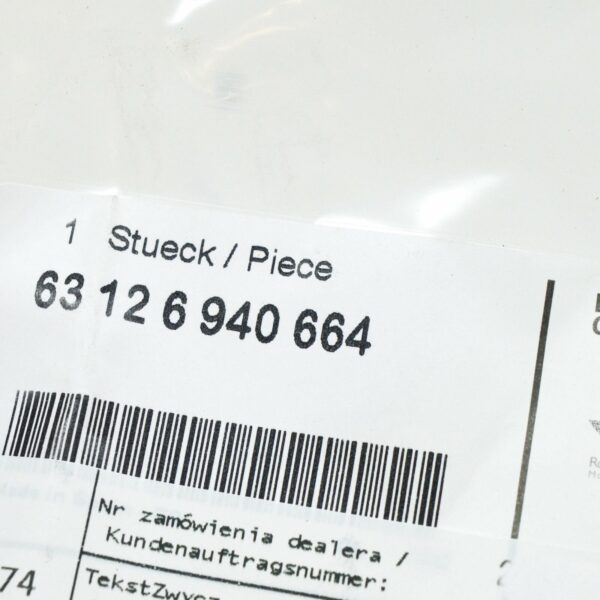 1 Stueck / Piece
63 12 6 940 664
Nr zamówienia dealera /
Kundenauftragsnummer:
74